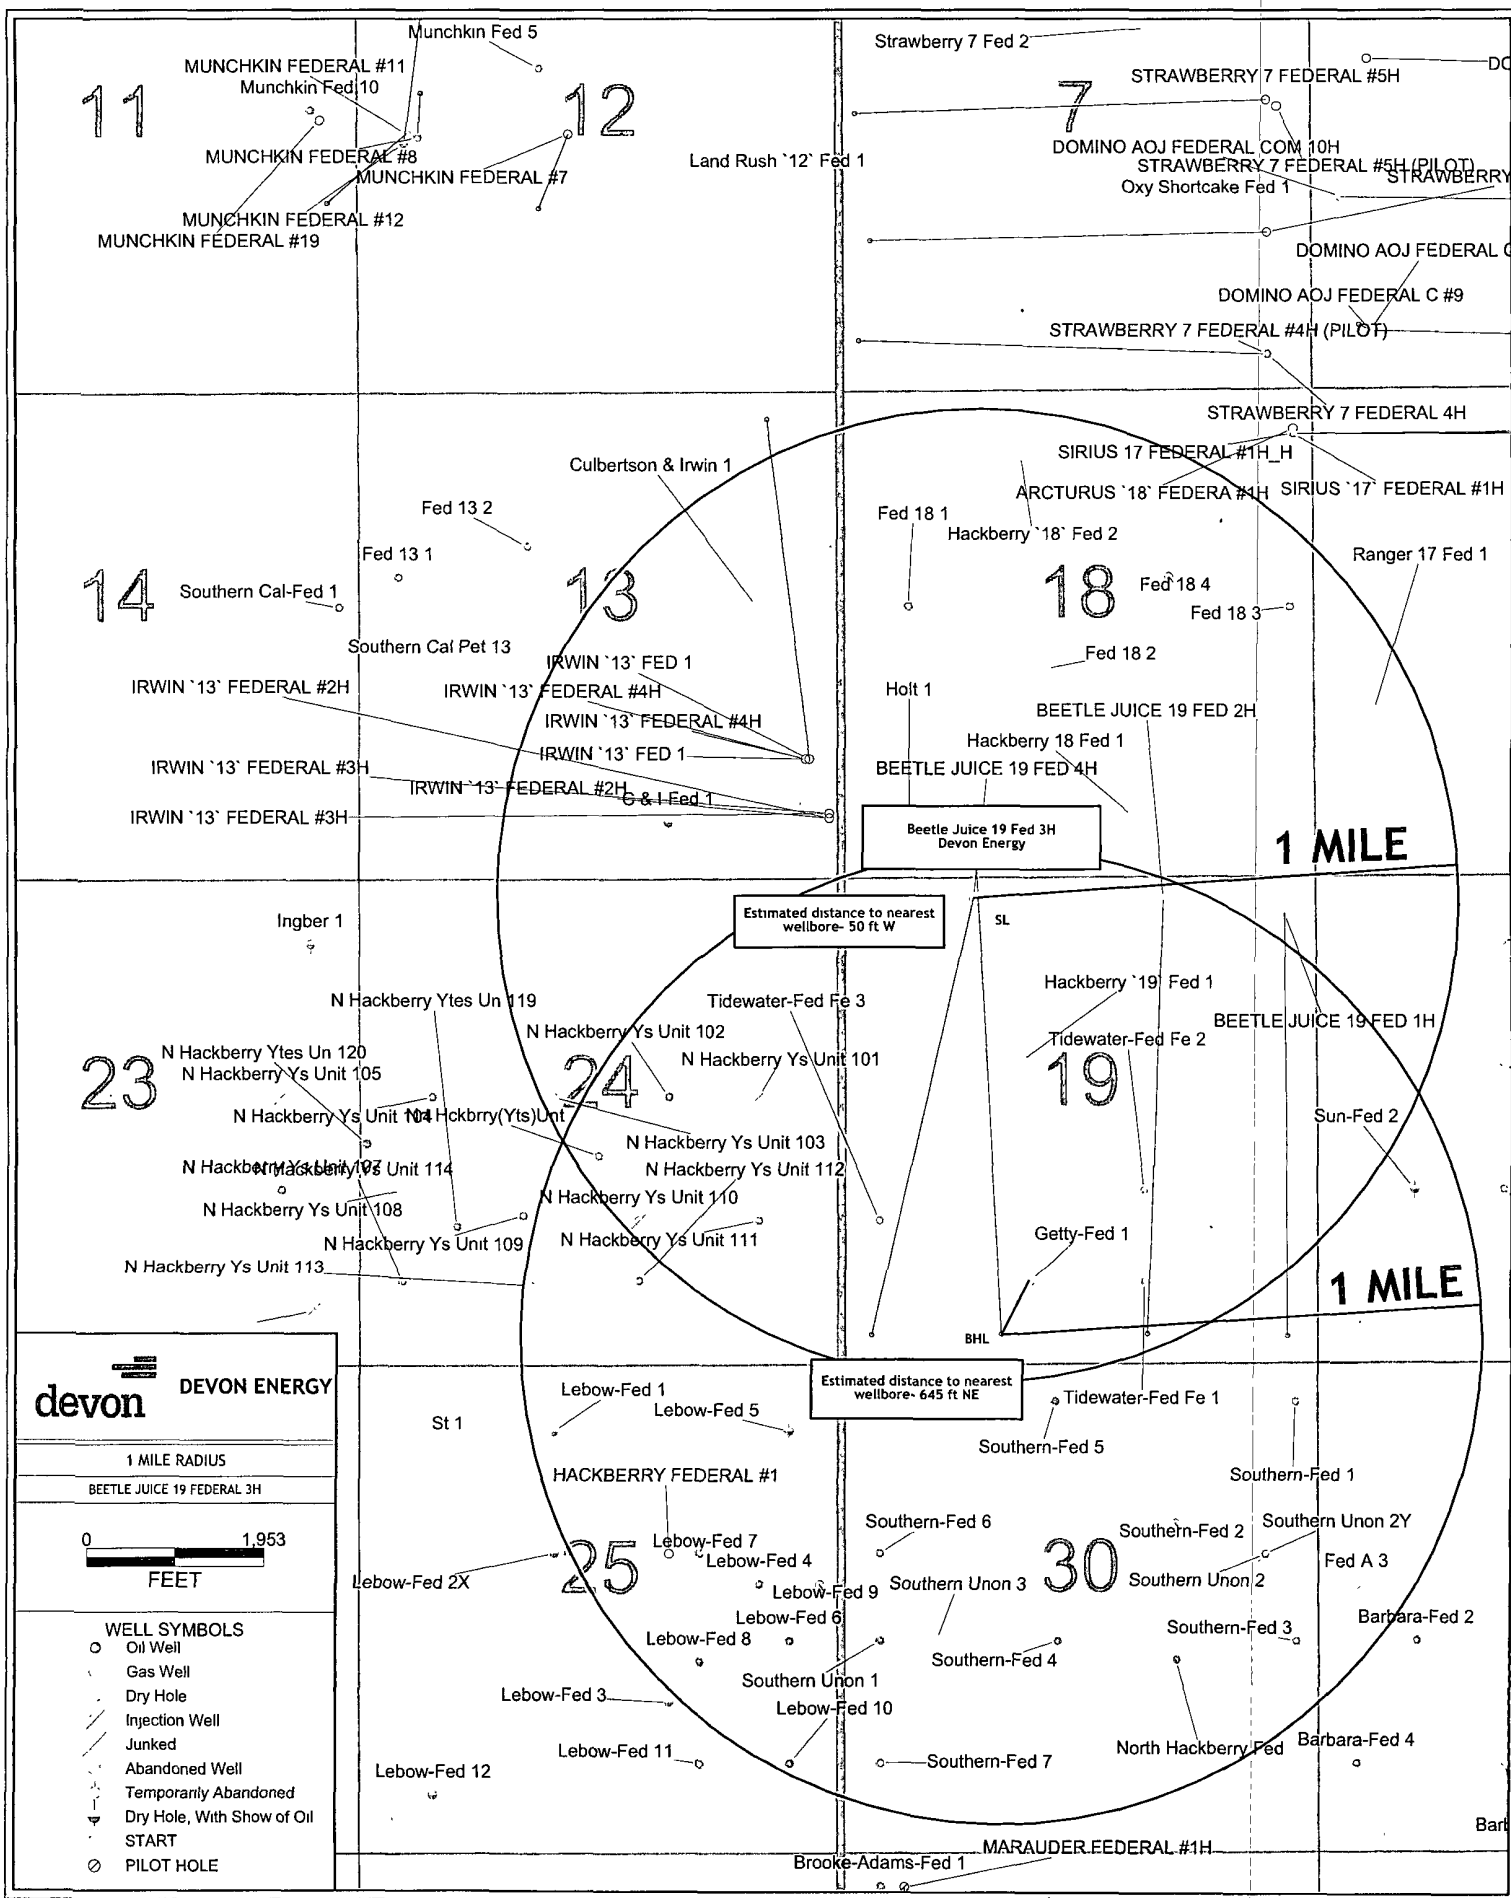 Munchkin Fed 5
Strawberry 7 Fed 2
MUNCHKIN FEDERAL #11
Munchkin Fed 10
11
12
7
STRAWBERRY 7 FEDERAL #5H
DOMINO AOJ FEDERAL COM 10H
MUNCHKIN FEDERAL #8
Land Rush `12` Fed 1
STRAWBERRY 7 FEDERAL #5H (PILOT)
STRAWBERRY
MUNCHKIN FEDERAL #7
Oxy Shortcake Fed 1
MUNCHKIN FEDERAL #12
MUNCHKIN FEDERAL #19
DOMINO AOJ FEDERAL
DOMINO AOJ FEDERAL C #9
STRAWBERRY 7 FEDERAL #4H (PILOT)
STRAWBERRY 7 FEDERAL 4H
SIRIUS 17 FEDERAL #1H_H
Culbertson & Irwin 1
ARCTURUS `18` FEDERA #1H
SIRIUS `17` FEDERAL #1H
Fed 13 2
Fed 18 1
Hackberry `18` Fed 2
Fed 13 1
Ranger 17 Fed 1
14
Southern Cal-Fed 1
13
18
Fed 18 4
Fed 18 3
Southern Cal Pet 13
Fed 18 2
IRWIN `13` FED 1
IRWIN `13` FEDERAL #2H
IRWIN `13` FEDERAL #4H
Holt 1
IRWIN `13` FEDERAL #4H
BEETLE JUICE 19 FED 2H
IRWIN `13` FED 1
Hackberry 18 Fed 1
IRWIN `13` FEDERAL #3H
BEETLE JUICE 19 FED 4H
IRWIN `13` FEDERAL #2H
C & I Fed 1
IRWIN `13` FEDERAL #3H
Beetle Juice 19 Fed 3H
Devon Energy
1 MILE
Estimated distance to nearest
wellbore- 50 ft W
SL
Ingber 1
N Hackberry Ytes Un 119
Tidewater-Fed Fe 3
Hackberry `19` Fed 1
BEETLE JUICE 19 FED 1H
N Hackberry Ys Unit 102
Tidewater-Fed Fe 2
N Hackberry Ytes Un 120
N Hackberry Ys Unit 101
N Hackberry Ys Unit 105
23
24
19
N Hackberry Ys Unit 104
Hckbrry(Yts)Unt
Sun-Fed 2
N Hackberry Ys Unit 103
N Hackberry Ys Unit 107
N Hackberry Ys Unit 114
N Hackberry Ys Unit 112
N Hackberry Ys Unit 108
N Hackberry Ys Unit 110
N Hackberry Ys Unit 109
N Hackberry Ys Unit 111
Getty-Fed 1
N Hackberry Ys Unit 113
1 MILE
BHL
Estimated distance to nearest
wellbore- 645 ft NE
devon
DEVON ENERGY
Lebow-Fed 1
Tidewater-Fed Fe 1
Lebow-Fed 5
St 1
Southern-Fed 5
1 MILE RADIUS
HACKBERRY FEDERAL #1
Southern-Fed 1
BEETLE JUICE 19 FEDERAL 3H
Southern-Fed 6
Southern-Fed 2
Southern Unon 2Y
0 1,953
FEET
Lebow-Fed 7
Lebow-Fed 4
25
30
Fed A 3
Lebow-Fed 2X
Lebow-Fed 9
Southern Unon 3
Southern Unon 2
Lebow-Fed 6
Southern-Fed 3
Barbara-Fed 2
Lebow-Fed 8
Southern-Fed 4
Southern Unon 1
Lebow-Fed 3
Lebow-Fed 10
Lebow-Fed 11
Southern-Fed 7
North Hackberry Fed
Barbara-Fed 4
Lebow-Fed 12
WELL SYMBOLS
Oil Well
Gas Well
Dry Hole
Injection Well
Junked
Abandoned Well
Temporarily Abandoned
Dry Hole, With Show of Oil
START
PILOT HOLE
MARAUDER FEDERAL #1H
Brooke-Adams-Fed 1